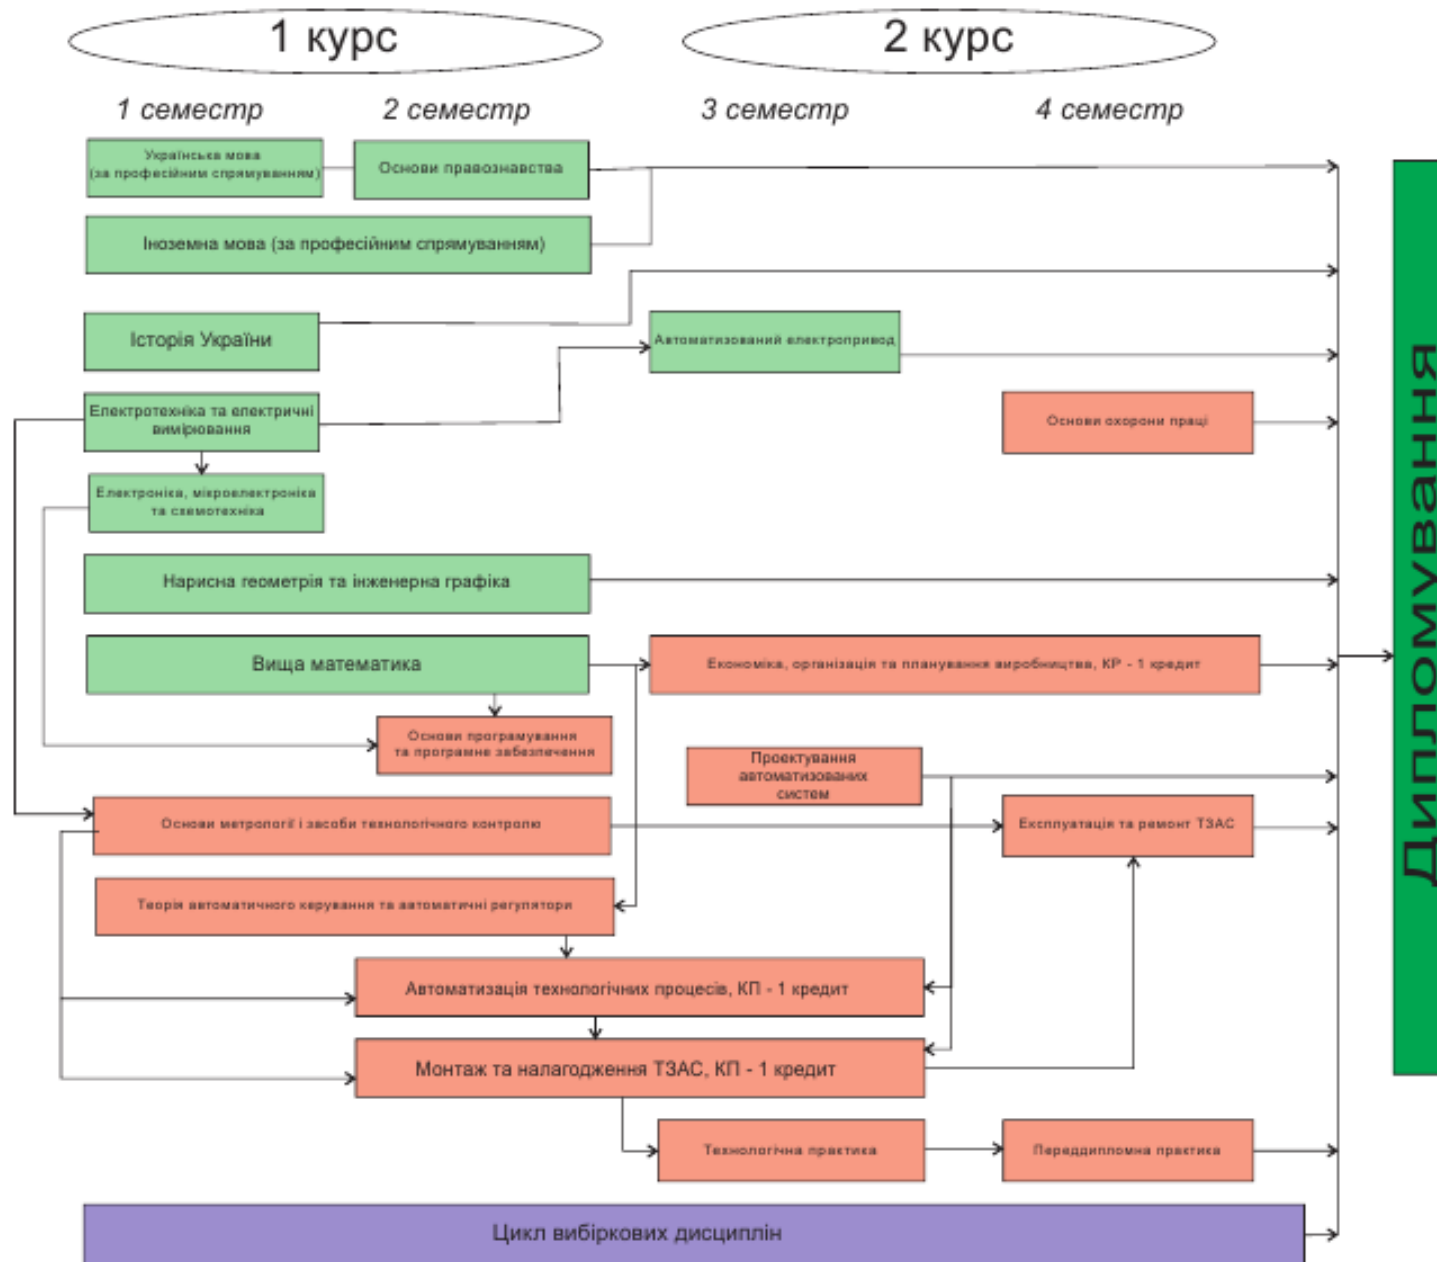 1 курс
2 курс
1 семестр
2 семестр
3 семестр
4 семестр
Українська мова
(за професійним спрямуванням)
Основи правознавства
Іноземна мова (за професійним спрямуванням)
Історія України
Автоматизований електропривод
Електротехніка та електричні
вимірювання
Основи охорони праці
Електроніка, мікроелектроніка
та схемотехніка
Нарисна геометрія та інженерна графіка
Вища математика
Економіка, організація та планування виробництва, КР - 1 кредит
Основи програмування
та програмне забезпечення
Проектування
автоматизованих
систем
Основи метрології і засоби технологічного контролю
Експлуатація та ремонт ТЗАС
Теорія автоматичного керування та автоматичні регулятори
Автоматизація технологічних процесів, КП - 1 кредит
Монтаж та налагодження ТЗАС, КП - 1 кредит
Технологічна практика
Переддипломна практика
Цикл вибіркових дисциплін
Дипломування